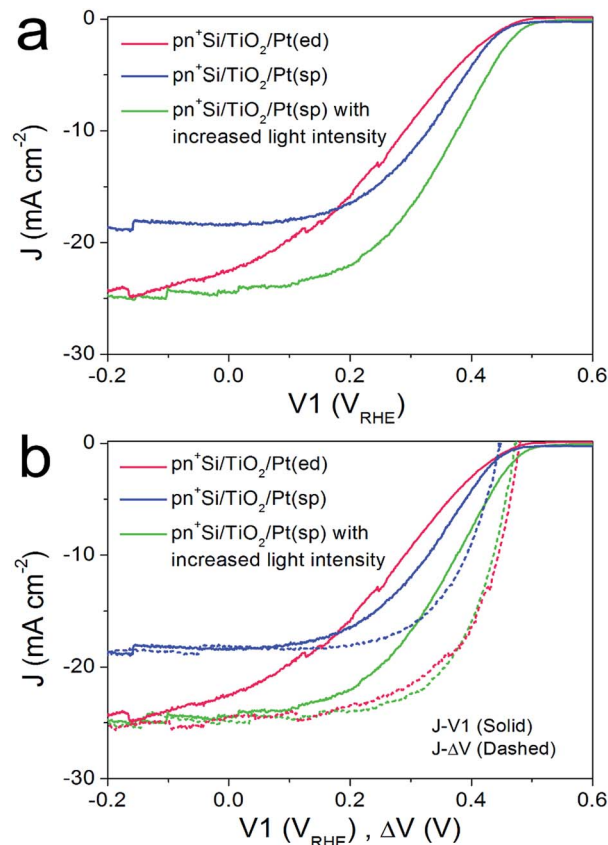 a
0
-10
-20
-30
J (mA cm⁻²)
pn⁺Si/TiO₂/Pt(ed)
pn⁺Si/TiO₂/Pt(sp)
pn⁺Si/TiO₂/Pt(sp) with
increased light intensity
-0.2 0.0 0.2 0.4 0.6
V1 (V_RHE)
b
0
-10
-20
-30
J (mA cm⁻²)
pn⁺Si/TiO₂/Pt(ed)
pn⁺Si/TiO₂/Pt(sp)
pn⁺Si/TiO₂/Pt(sp) with
increased light intensity
J-V1 (Solid)
J-ΔV (Dashed)
-0.2 0.0 0.2 0.4 0.6
V1 (V_RHE) , ΔV (V)